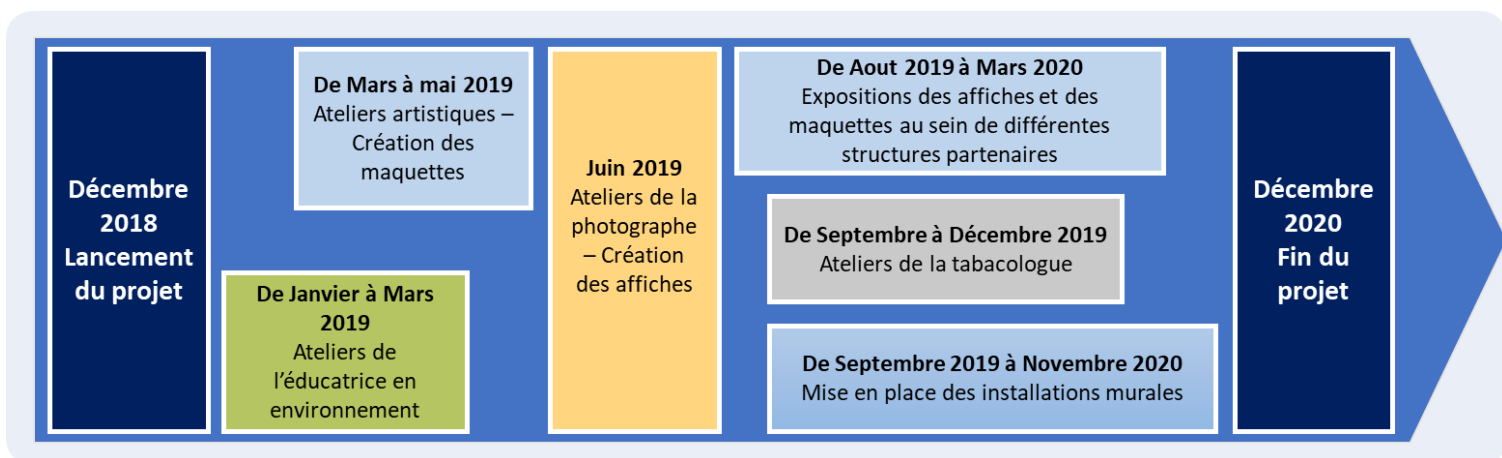 Décembre
2018
Lancement
du projet
De Janvier à Mars
2019
Ateliers de
l'éducatrice en
environnement
De Mars à mai 2019
Ateliers artistiques –
Création des
maquettes
Juin 2019
Ateliers de la
photographe
– Création
des affiches
De Aout 2019 à Mars 2020
Expositions des affiches et des
maquettes au sein de différentes
structures partenaires
De Septembre à Décembre 2019
Ateliers de la tabacologue
De Septembre 2019 à Novembre 2020
Mise en place des installations murales
Décembre
2020
Fin du
projet